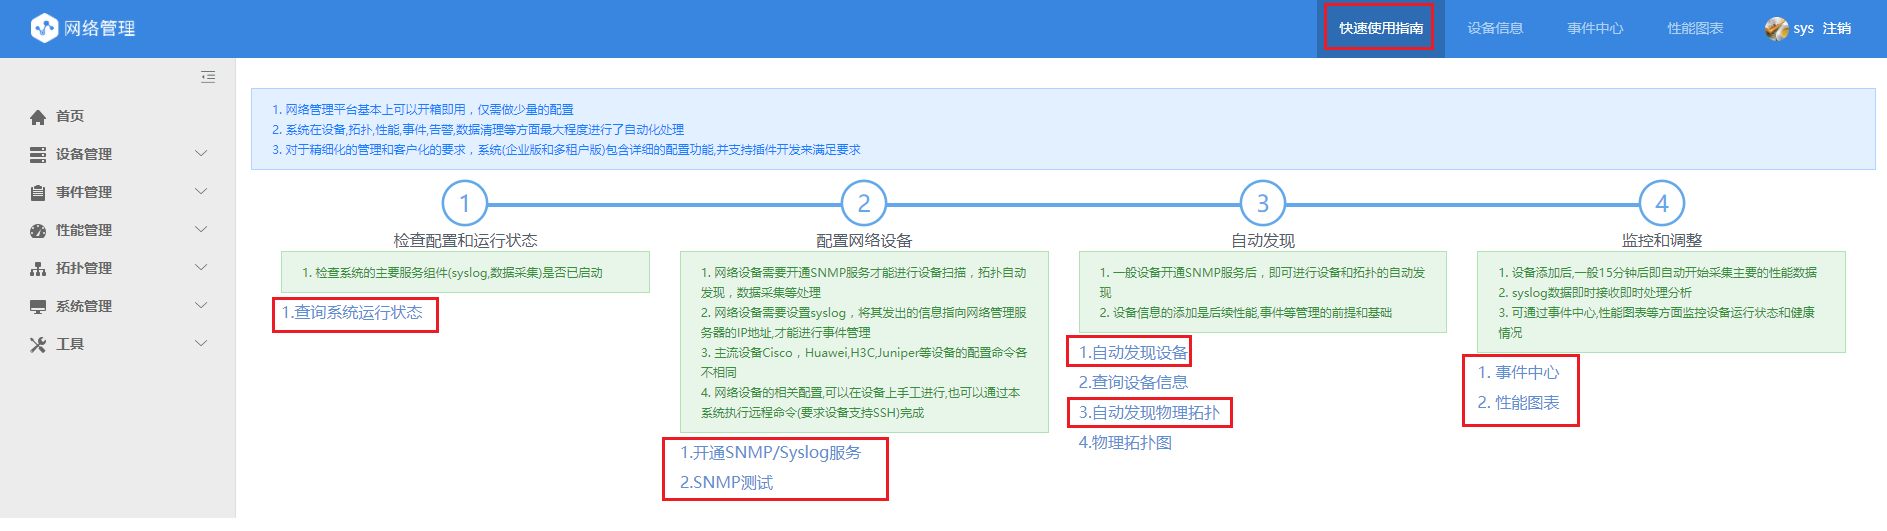 网络管理
快速使用指南
设备信息
事件中心
性能图表
sys 注销
首页
设备管理
事件管理
性能管理
拓扑管理
系统管理
工具
1. 网络管理平台基本上可以开箱即用，仅需做少量的配置
2. 系统在设备,拓扑,性能,事件,告警,数据清理等方面最大程度进行了自动化处理
3. 对于精细化的管理和客户化的要求，系统(企业版和多租户版)包含详细的配置功能,并支持插件开发来满足要求
1
检查配置和运行状态
1. 检查系统的主要服务组件(syslog,数据采集)是否已启动
1.查询系统运行状态
2
配置网络设备
1. 网络设备需要开通SNMP服务才能进行设备扫描，拓扑自动
发现，数据采集等处理
2. 网络设备需要设置syslog，将其发出的信息指向网络管理服
务器的IP地址,才能进行事件管理
3. 主流设备Cisco，Huawei,H3C,Juniper等设备的配置命令各
不相同
4. 网络设备的相关配置,可以在设备上手工进行,也可以通过本
系统执行远程命令(要求设备支持SSH)完成
1.开通SNMP/Syslog服务
2.SNMP测试
3
自动发现
1. 一般设备开通SNMP服务后，即可进行设备和拓扑的自动发
现
2. 设备信息的添加是后续性能,事件等管理的前提和基础
1.自动发现设备
2.查询设备信息
3.自动发现物理拓扑
4.物理拓扑图
4
监控和调整
1. 设备添加后,一般15分钟后即自动开始采集主要的性能数据
2. syslog数据即时接收即时处理分析
3. 可通过事件中心,性能图表等方面监控设备运行状态和健康
情况
1. 事件中心
2. 性能图表